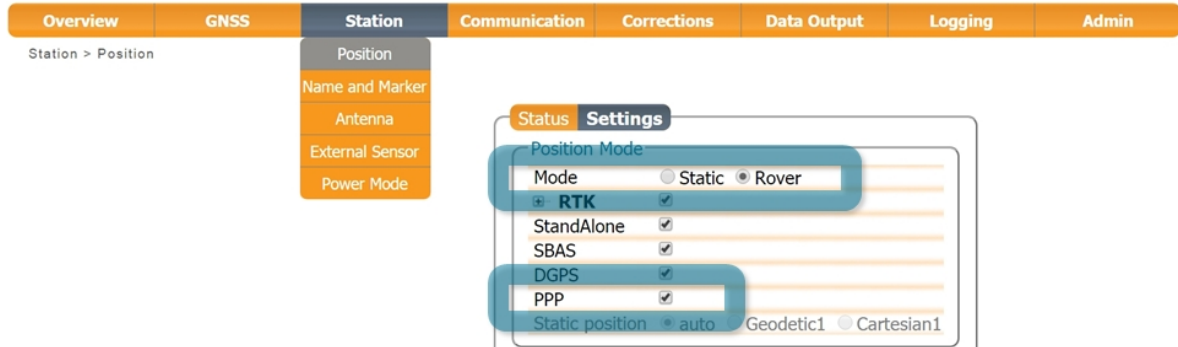 Overview GNSS Station Communication Corrections Data Output Logging Admin
Station > Position
Position
Name and Marker
Antenna
External Sensor
Power Mode
Status Settings
Position Mode
Mode Static Rover
RTK
StandAlone
SBAS
DGPS
PPP
Static position auto Geodetic1 Cartesian1